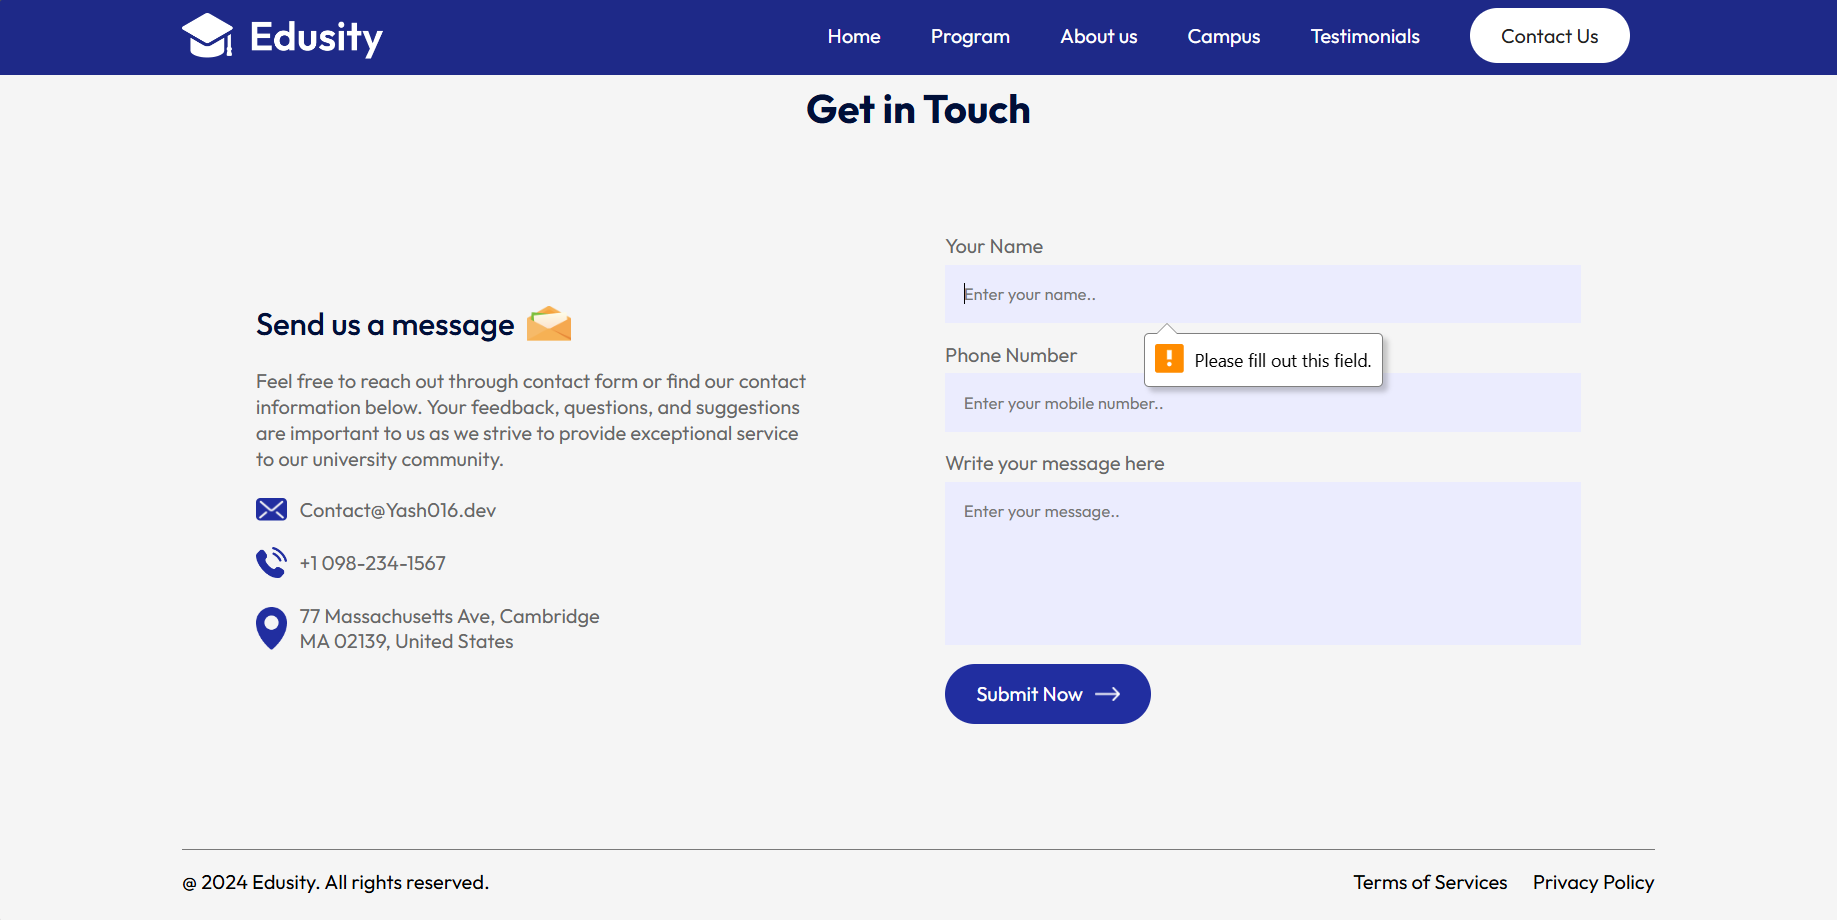 Edusity
Home
Program
About us
Campus
Testimonials
Contact Us
Get in Touch
Send us a message
Feel free to reach out through contact form or find our contact
information below. Your feedback, questions, and suggestions
are important to us as we strive to provide exceptional service
to our university community.
Contact@Yash016.dev
+1 098-234-1567
77 Massachusetts Ave, Cambridge
MA 02139, United States
Your Name
Enter your name..
Please fill out this field.
Phone Number
Enter your mobile number..
Write your message here
Enter your message..
Submit Now
@ 2024 Edusity. All rights reserved.
Terms of Services
Privacy Policy